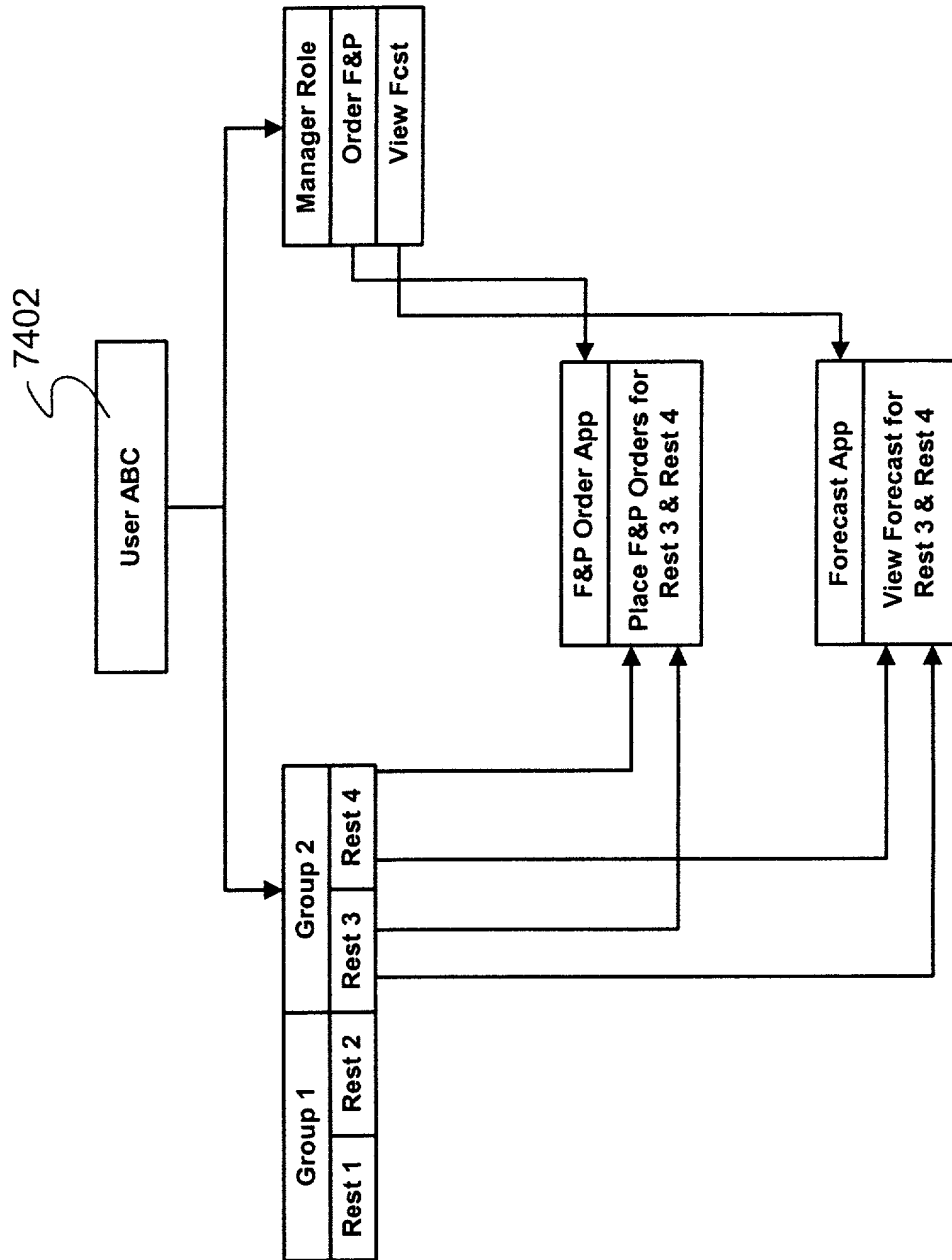 7402
User ABC
Group 1
Group 2
Rest 1
Rest 2
Rest 3
Rest 4
Manager Role
Order F&P
View Fcst
F&P Order App
Place F&P Orders for
Rest 3 & Rest 4
Forecast App
View Forecast for
Rest 3 & Rest 4